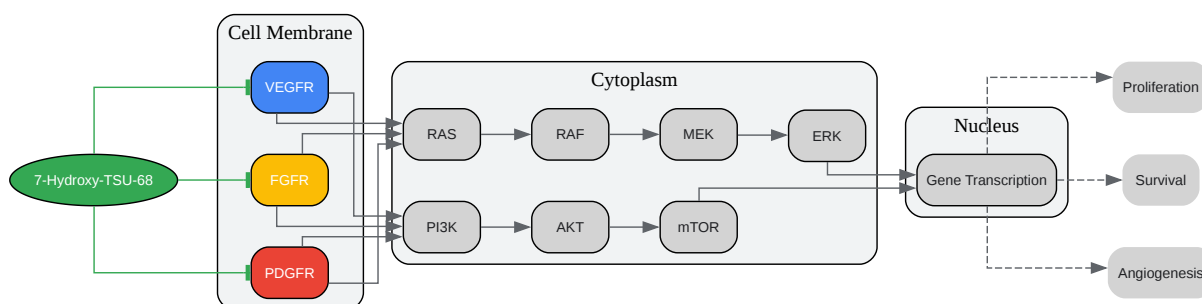 Cell Membrane
VEGFR
FGFR
PDGFR
7-Hydroxy-TSU-68
Cytoplasm
RAS
RAF
MEK
ERK
PI3K
AKT
mTOR
Nucleus
Gene Transcription
Proliferation
Survival
Angiogenesis